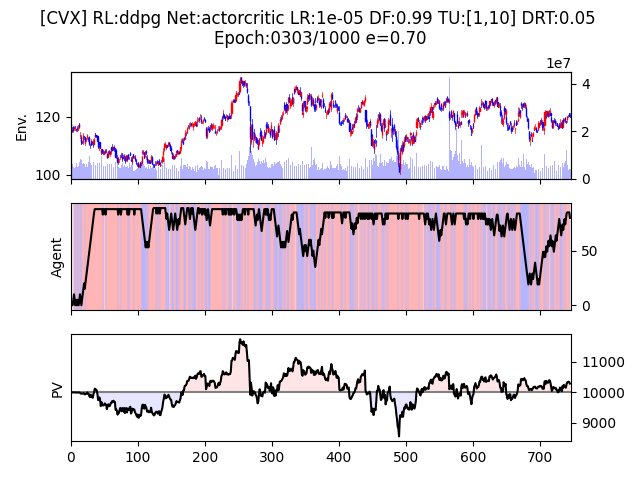 [CVX] RL:ddpg Net:actorcritic LR:1e-05 DF:0.99 TU:[1,10] DRT:0.05
Epoch:0303/1000 e=0.70
1e7
Env.
120
100
4
2
0
Agent
50
0
PV
11000
10000
9000
0 100 200 300 400 500 600 700